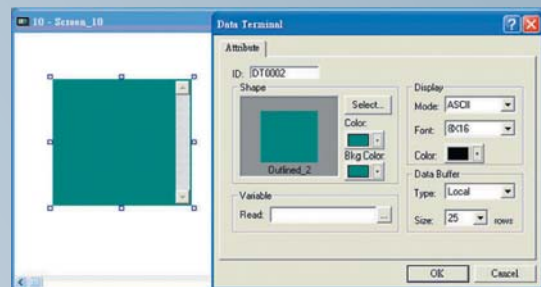 10 - Screen_10
Data Terminal
Attribute
ID: DT0002
Shape
Select...
Color:
Bkg Color:
Outlined_2
Variable
Read:
...
Display
Mode: ASCII
Font: 8X16
Color:
Data Buffer
Type: Local
Size: 25 rows
OK Cancel